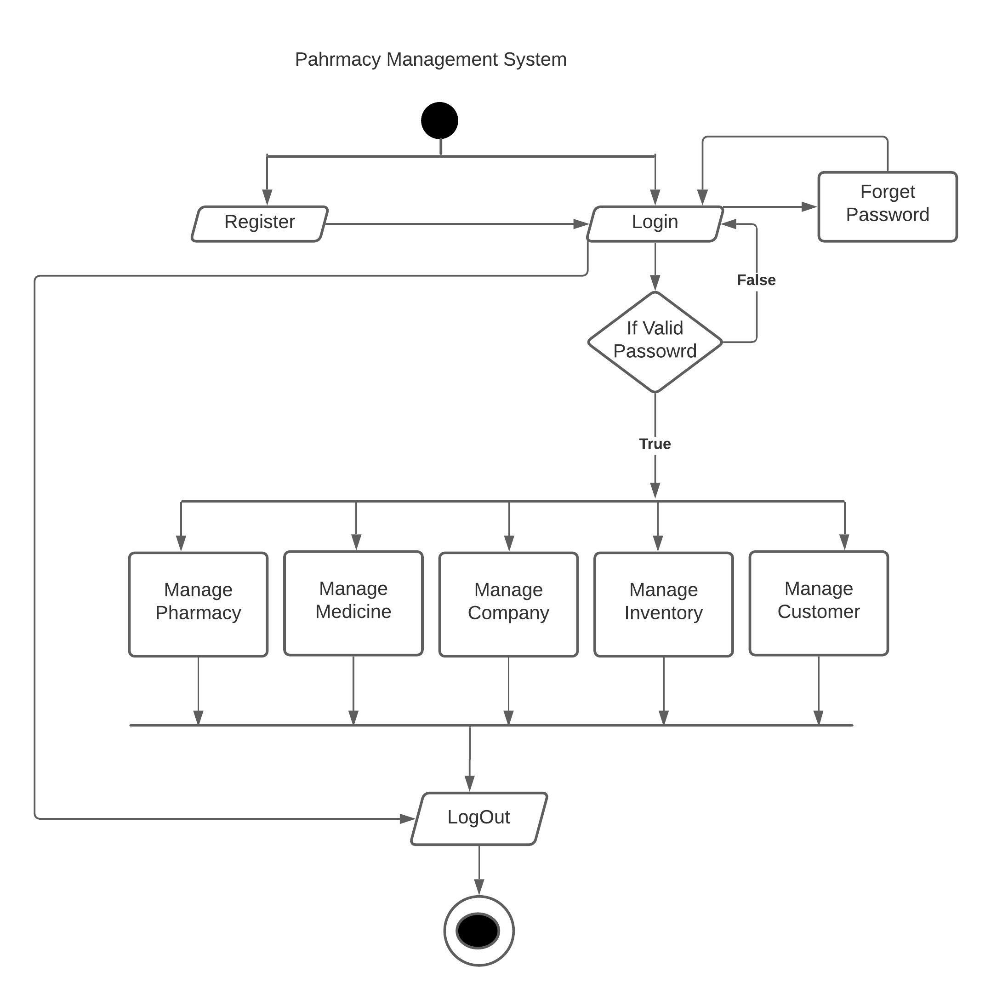 Pahrmacy Management System
Forget
Password
Register
Login
False
If Valid
Passowrd
True
Manage
Pharmacy
Manage
Medicine
Manage
Company
Manage
Inventory
Manage
Customer
LogOut